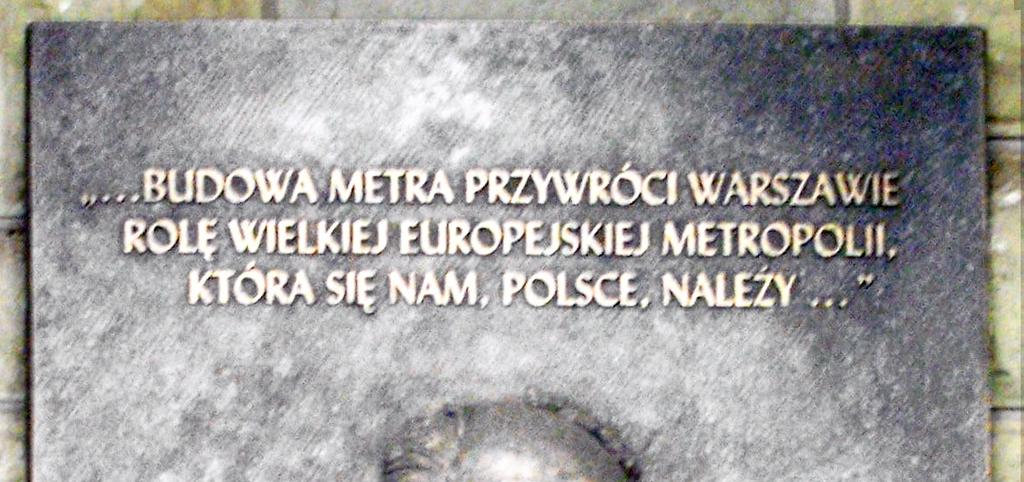 „...BUDOWA METRA PRZYWRÓCI WARSZAWIE
ROLĘ WIELKIEJ EUROPEJSKIEJ METROPOLII,
KTÓRA SIĘ NAM, POLSCE, NALEŻY ...”